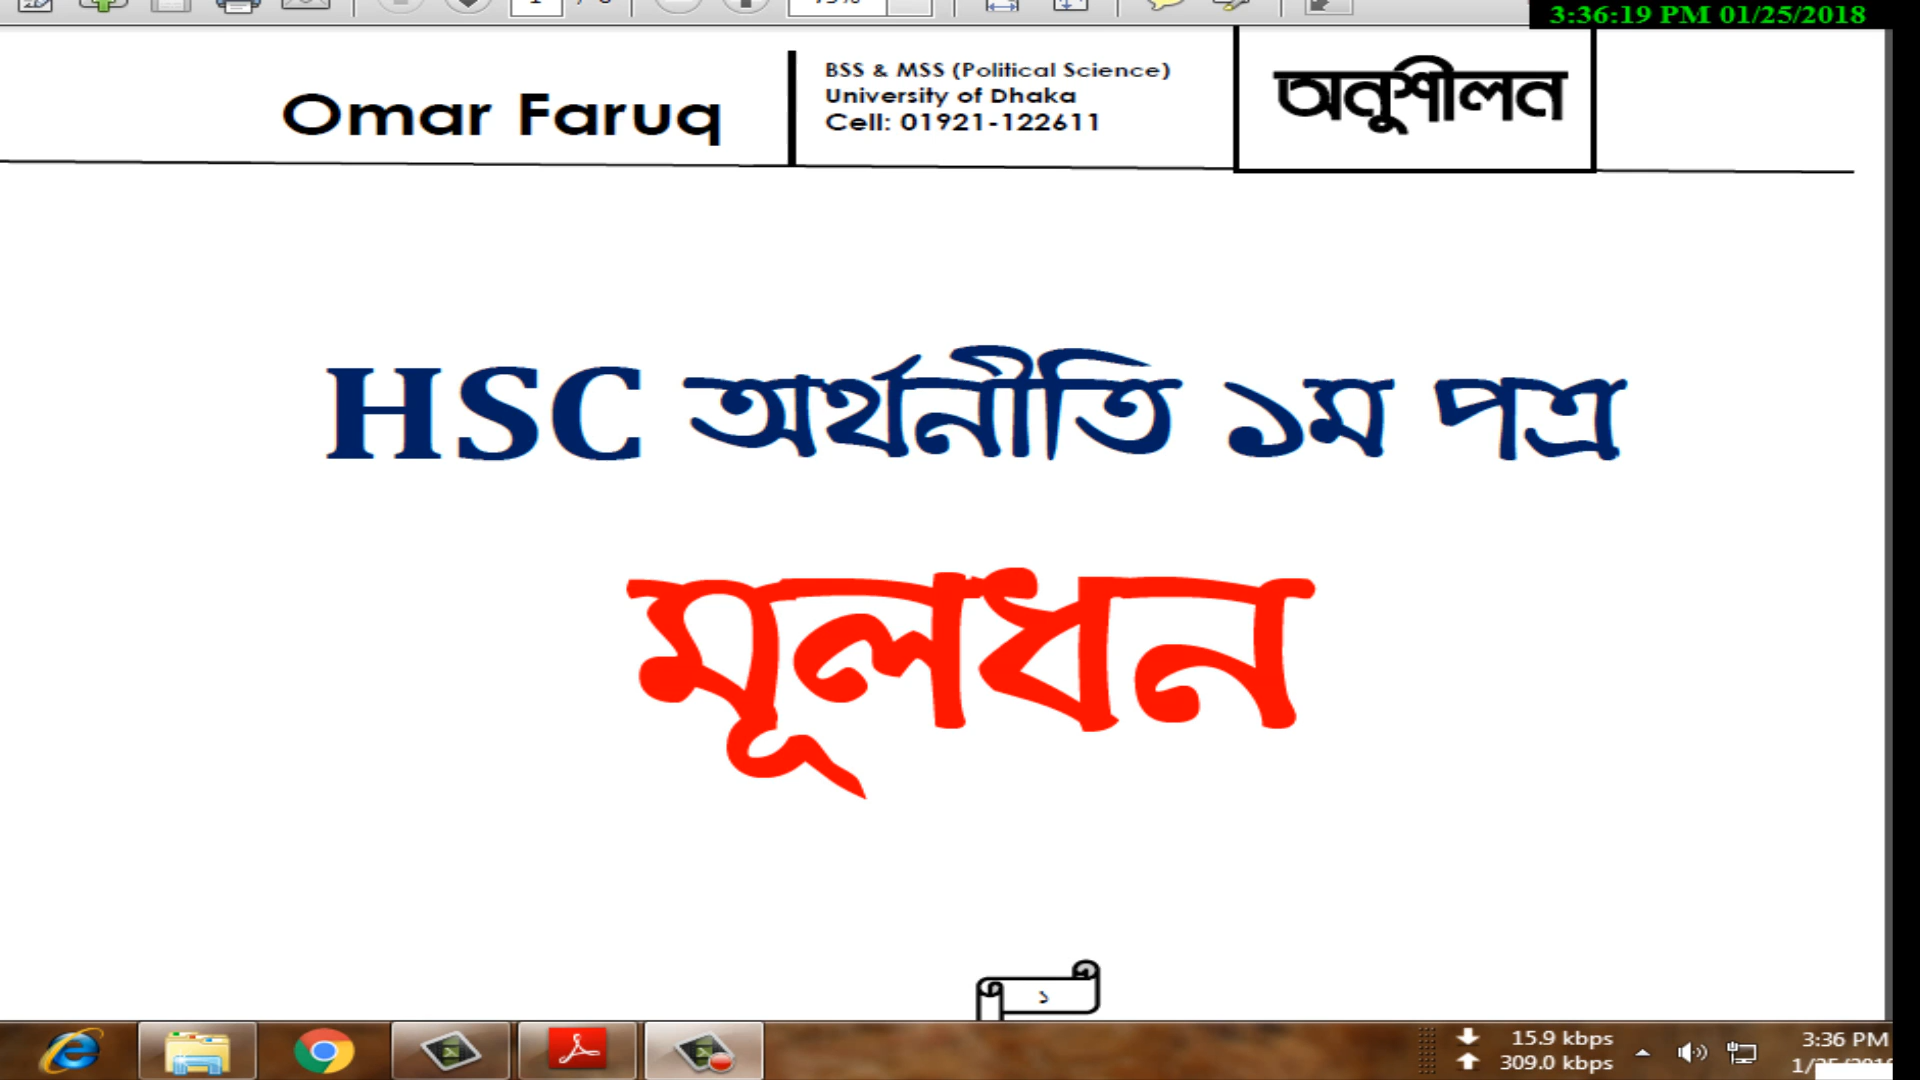 3:36:19 PM 01/25/2018
Omar Faruq
BSS & MSS (Political Science)
University of Dhaka
Cell: 01921-122611
অনুশীলন
HSC অর্থনীতি ১ম পত্র
মূলধন
১
15.9 kbps
309.0 kbps
3:36 PM